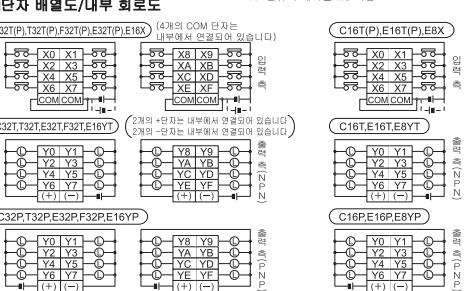 단자 배열도/내부 회로도
32T(P),T32T(P),F32T(P),E32T(P),E16X
(4개의 COM 단자는
내부에서 연결되어 있습니다)
C16T(P),E16T(P),E8X
X0 X1
X2 X3
X4 X5
X6 X7
COM COM
X8 X9
XA XB
XC XD
XE XF
COM COM
입력 측
X0 X1
X2 X3
X4 X5
X6 X7
COM COM
입력 측
C32T,T32T,E32T,F32T,E16YT
(2개의 +단자는 내부에서 연결되어 있습니다
2개의 -단자는 내부에서 연결되어 있습니다)
C16T,E16T,E8YT
Y0 Y1
Y2 Y3
Y4 Y5
Y6 Y7
(+) (−)
Y8 Y9
YA YB
YC YD
YE YF
(+) (−)
출력 측(NPN)
Y0 Y1
Y2 Y3
Y4 Y5
Y6 Y7
(+) (−)
출력 측(NPN)
C32P,T32P,E32P,F32P,E16YP
C16P,E16P,E8YP
Y0 Y1
Y2 Y3
Y4 Y5
Y6 Y7
(+) (−)
Y8 Y9
YA YB
YC YD
YE YF
(+) (−)
출력 측(PNP
Y0 Y1
Y2 Y3
Y4 Y5
Y6 Y7
(+) (−)
출력 측(PNP